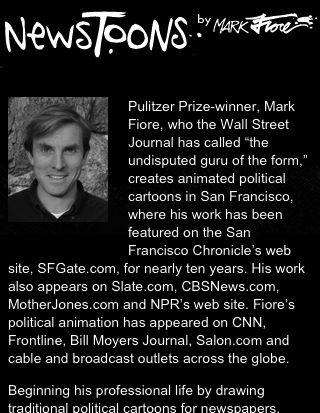 NewsToons by Mark Fiore
Pulitzer Prize-winner, Mark
Fiore, who the Wall Street
Journal has called “the
undisputed guru of the form,”
creates animated political
cartoons in San Francisco,
where his work has been
featured on the San
Francisco Chronicle’s web
site, SFGate.com, for nearly ten years. His work
also appears on Slate.com, CBSNews.com,
MotherJones.com and NPR’s web site. Fiore’s
political animation has appeared on CNN,
Frontline, Bill Moyers Journal, Salon.com and
cable and broadcast outlets across the globe.
Beginning his professional life by drawing
traditional political cartoons for newspapers,